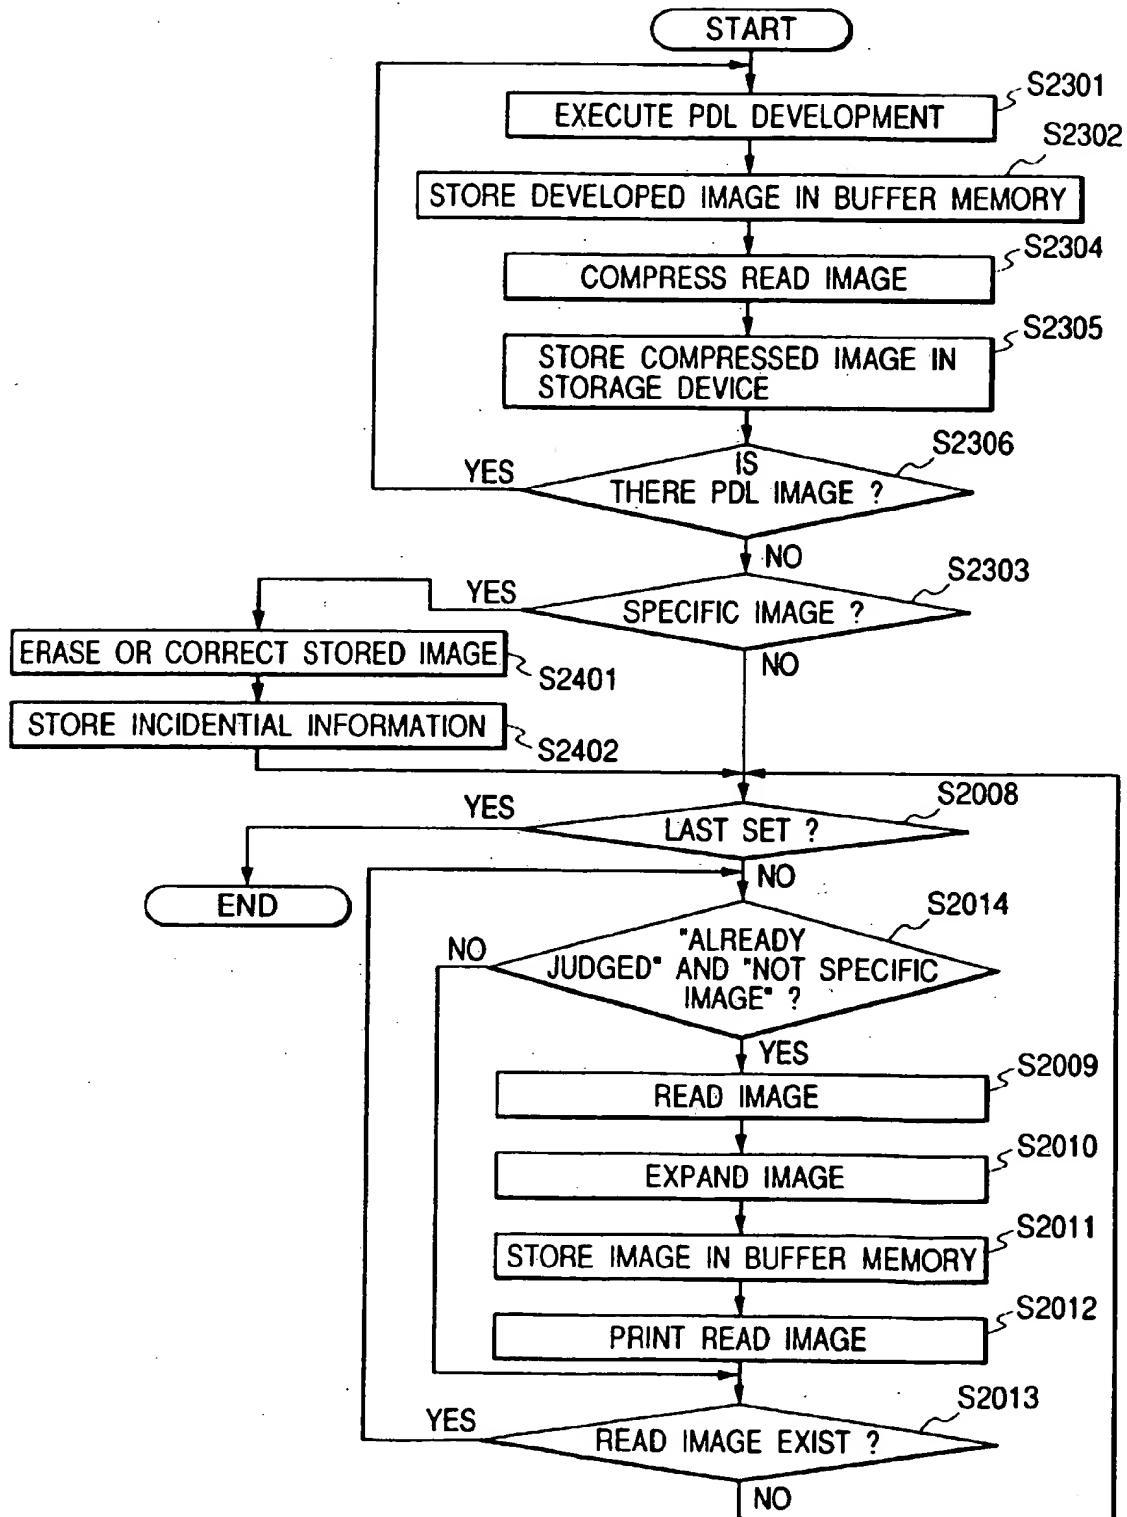 START
EXECUTE PDL DEVELOPMENT
S2301
STORE DEVELOPED IMAGE IN BUFFER MEMORY
S2302
COMPRESS READ IMAGE
S2304
STORE COMPRESSED IMAGE IN
STORAGE DEVICE
S2305
IS
THERE PDL IMAGE ?
S2306
YES
NO
SPECIFIC IMAGE ?
S2303
YES
NO
ERASE OR CORRECT STORED IMAGE
S2401
STORE INCIDENTIAL INFORMATION
S2402
LAST SET ?
S2008
YES
NO
END
"ALREADY
JUDGED" AND "NOT SPECIFIC
IMAGE" ?
S2014
NO
YES
READ IMAGE
S2009
EXPAND IMAGE
S2010
STORE IMAGE IN BUFFER MEMORY
S2011
PRINT READ IMAGE
S2012
READ IMAGE EXIST ?
S2013
YES
NO